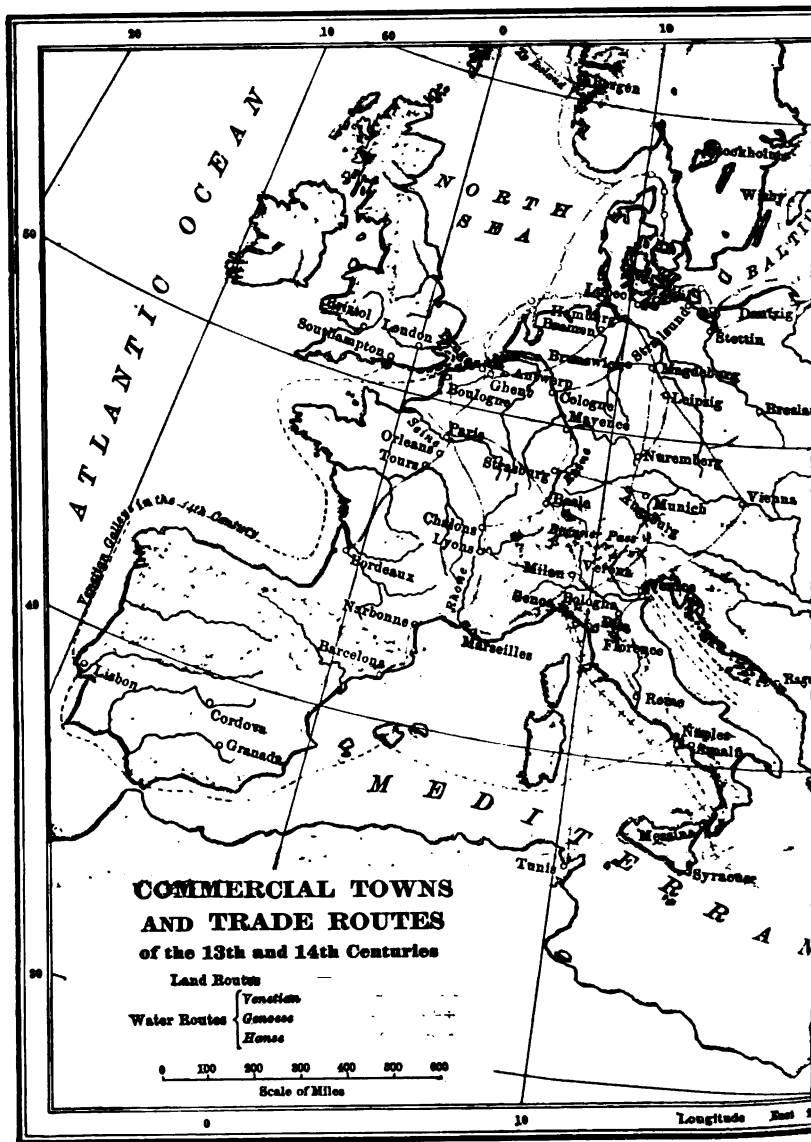 20
10
60
0
10
To Iceland
Bergen
Stockholm
Wisby
ATLANTIC OCEAN
NORTH
SEA
BALTIC
50
Lubec
Hamburg
Bremen
Stralsund
Dantzig
Stettin
Bristol
London
Southampton
Bruges
Antwerp
Ghent
Boulogne
Brunswick
Magdeburg
Cologne
Leipzig
Breslau
Mayence
Seine
Paris
Orleans
Tours
Strasburg
Rhine
Nuremberg
Basle
Augsburg
Munich
Vienna
Venetian Galleys in the 14th Century
Chalons
Lyons
Brenner Pass
Milan
Verona
Venice
Bordeaux
Rhone
Genoa
Bologna
Pisa
Florence
Narbonne
Marseilles
40
Barcelona
Lisbon
Cordova
Granada
Rome
Ragu
Naples
Amalfi
MEDITERRAN
Messina
Tunis
Syracuse
COMMERCIAL TOWNS
AND TRADE ROUTES
of the 13th and 14th Centuries
30
Land Routes
Water Routes
Venetian
Genoese
Hanse
0 100 200 300 400 500 600
Scale of Miles
0
10
Longitude East